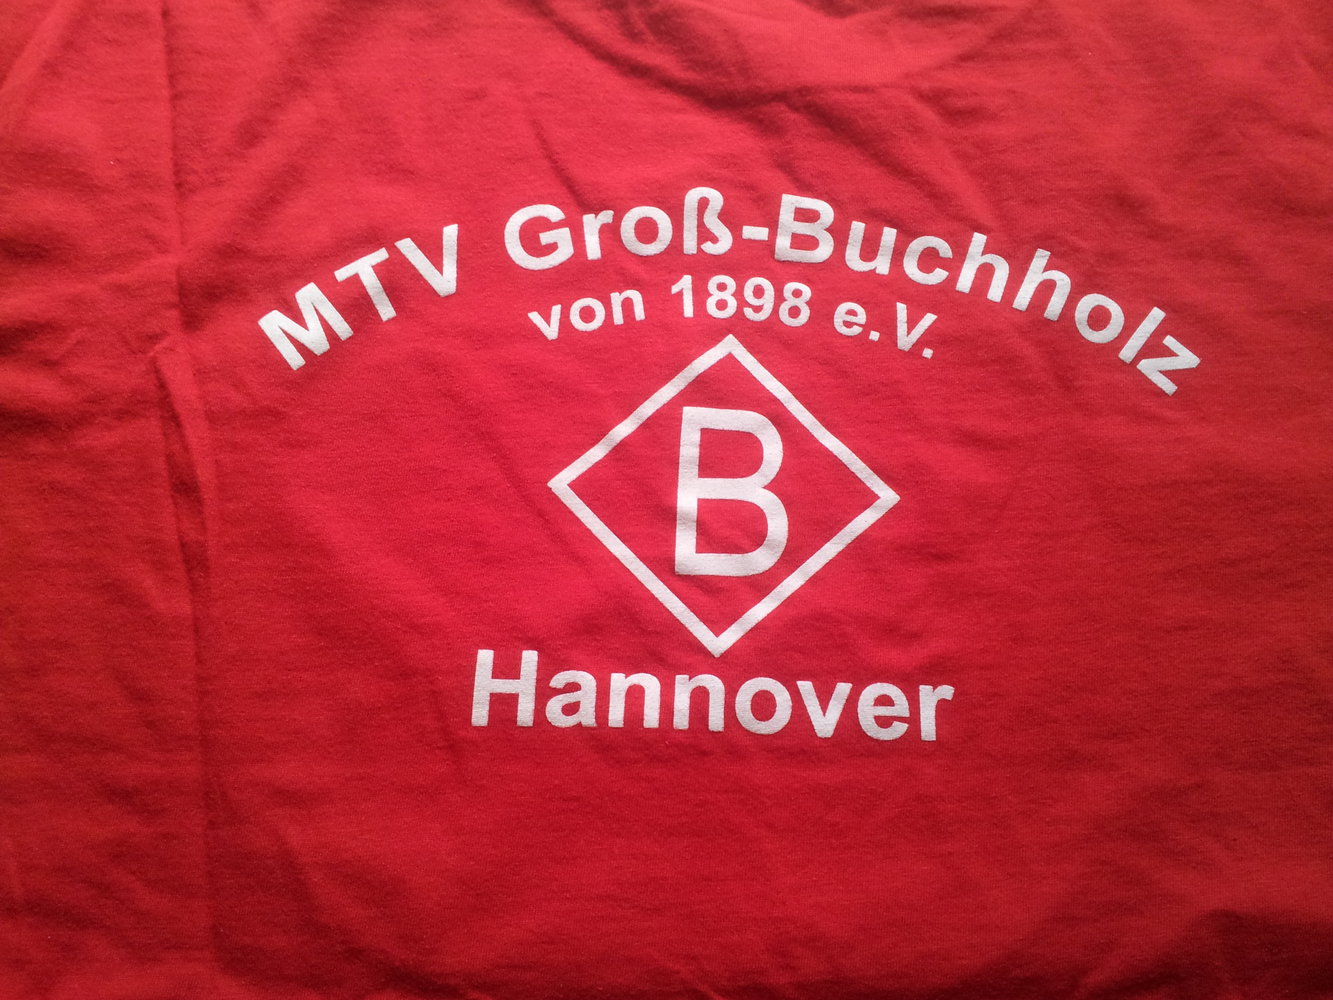 MTV Groß-Buchholz
von 1898 e.V.
B
Hannover